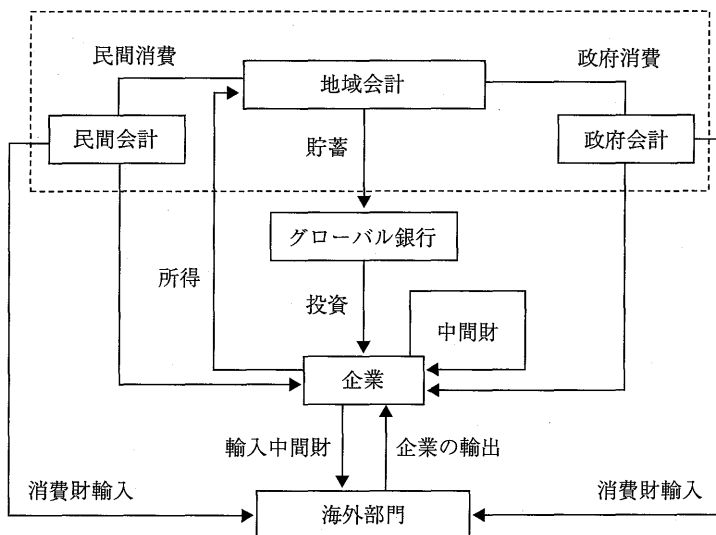 民間消費
地域会計
政府消費
民間会計
貯蓄
政府会計
グローバル銀行
所得
投資
中間財
企業
輸入中間財
企業の輸出
消費財輸入
海外部門
消費財輸入